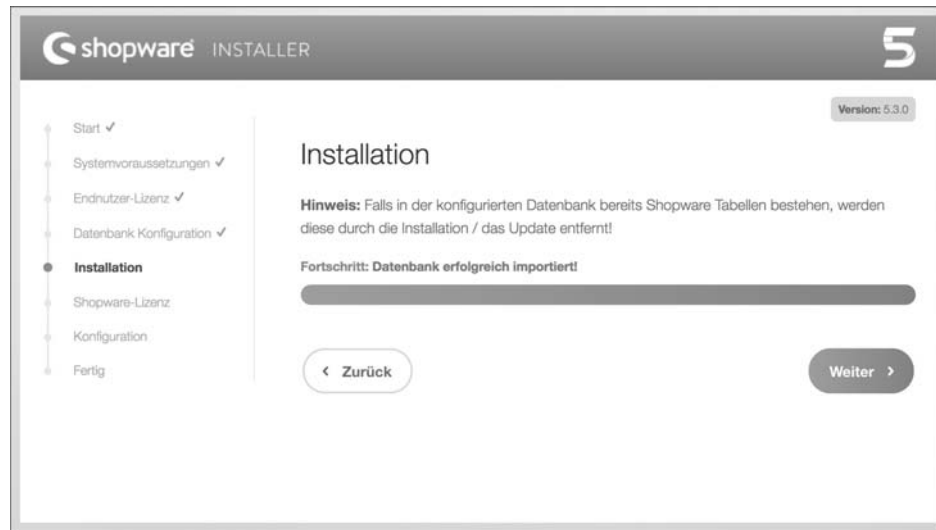 shopware INSTALLER
5
Version: 5.3.0
Start ✓
Systemvoraussetzungen ✓
Endnutzer-Lizenz ✓
Datenbank Konfiguration ✓
Installation
Shopware-Lizenz
Konfiguration
Fertig
Installation
Hinweis: Falls in der konfigurierten Datenbank bereits Shopware Tabellen bestehen, werden
diese durch die Installation / das Update entfernt!
Fortschritt: Datenbank erfolgreich importiert!
‹ Zurück
Weiter ›